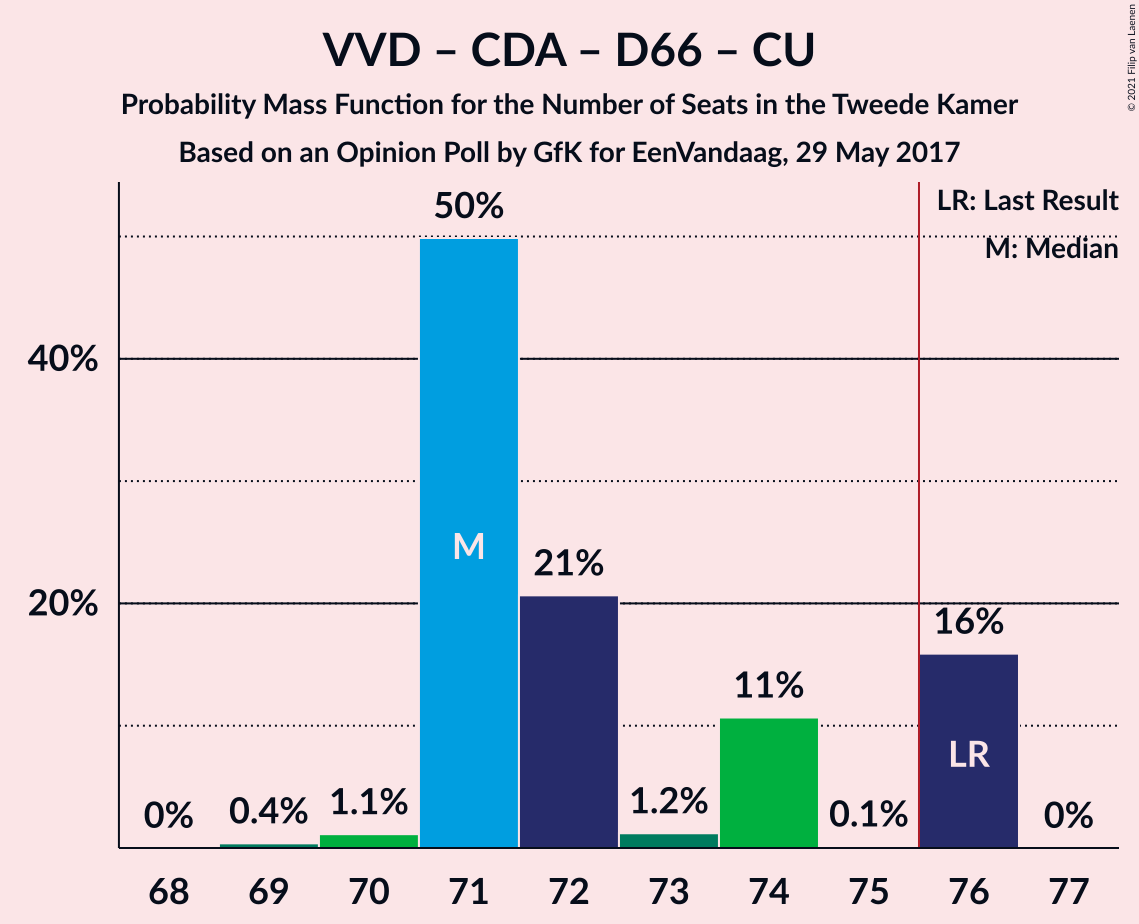 VVD – CDA – D66 – CU
Probability Mass Function for the Number of Seats in the Tweede Kamer
Based on an Opinion Poll by GfK for EenVandaag, 29 May 2017
© 2021 Filip van Laenen
LR: Last Result
M: Median
50%
40%
20%
M
21%
16%
11%
LR
0%
0.4%
1.1%
1.2%
0.1%
0%
68 69 70 71 72 73 74 75 76 77